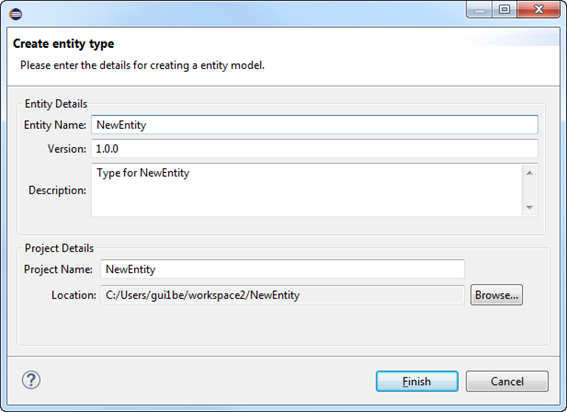 Create entity type
Please enter the details for creating a entity model.
Entity Details
Entity Name: NewEntity
Version: 1.0.0
Description: Type for NewEntity
Project Details
Project Name: NewEntity
Location: C:/Users/gui1be/workspace2/NewEntity Browse...
? Finish Cancel